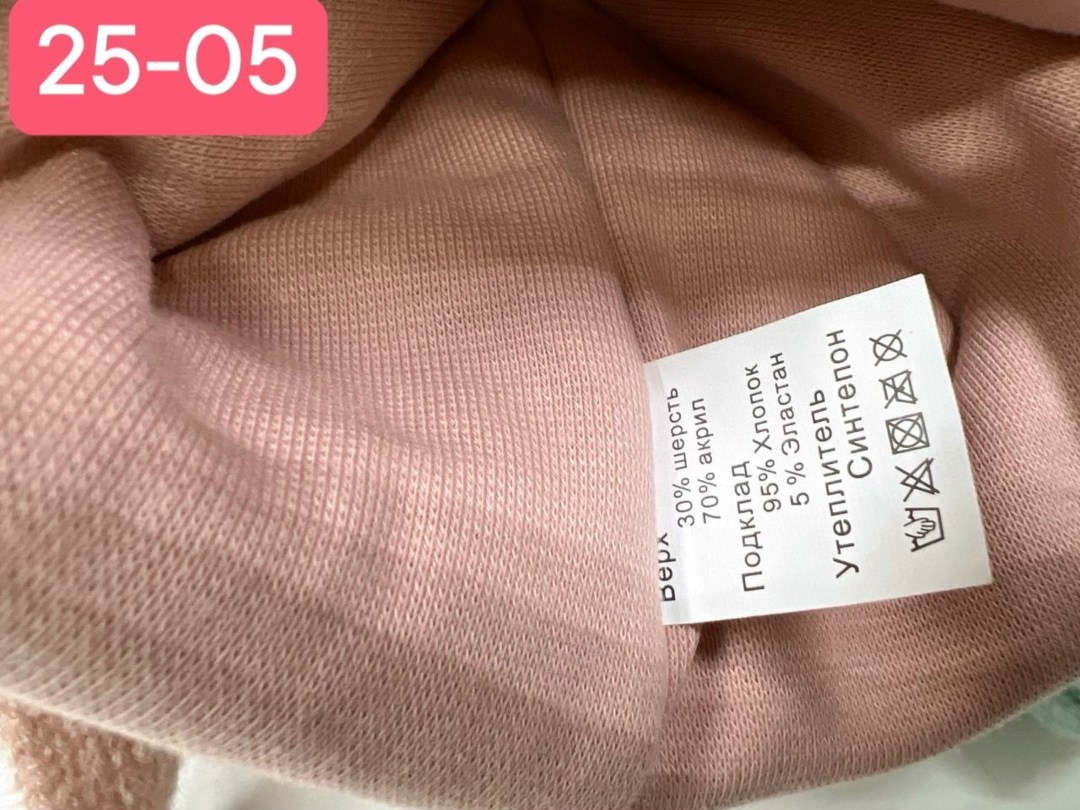 25-05
Верх
30% шерсть
70% акрил
Подклад
95% Хлопок
5 % Эластан
Утеплитель
Синтепон